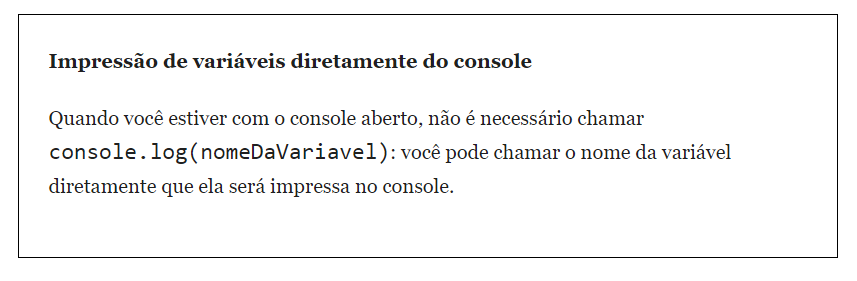 Impressão de variáveis diretamente do console
Quando você estiver com o console aberto, não é necessário chamar
console.log(nomeDaVariavel): você pode chamar o nome da variável
diretamente que ela será impressa no console.